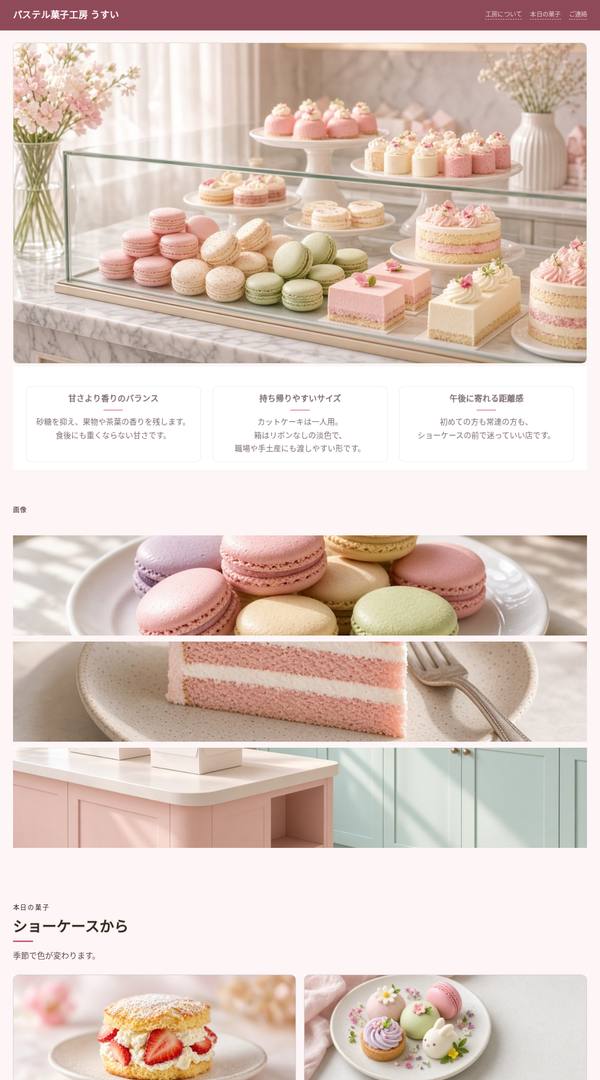 パステル菓子工房 うすい
工房について 本日の菓子 ご連絡
甘さより香りのバランス
砂糖を抑え、果物や茶葉の香りを残します。
食後にも重くならない甘さです。
持ち帰りやすいサイズ
カットケーキは一人用。
箱はリボンなしの淡色で、
職場や手土産にも渡しやすい形です。
午後に寄れる距離感
初めての方も常連の方も、
ショーケースの前で迷っていい店です。
画像
本日の菓子
ショーケースから
季節で色が変わります。